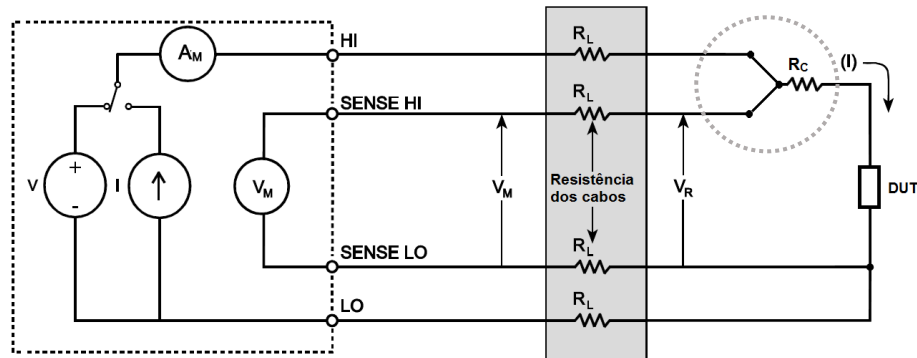 HI
A_M
R_L
R_C
(I)
R_L
SENSE HI
+
V
-
I
V_M
V_M
Resistência
dos cabos
V_R
DUT
SENSE LO
R_L
LO
R_L